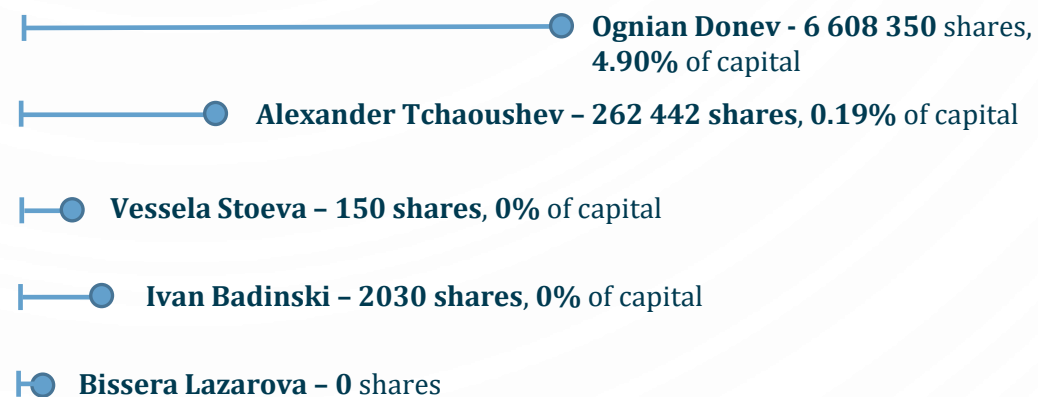 Ognian Donev - 6 608 350 shares,
4.90% of capital
Alexander Tchaoushev – 262 442 shares, 0.19% of capital
Vessela Stoeva – 150 shares, 0% of capital
Ivan Badinski – 2030 shares, 0% of capital
Bissera Lazarova – 0 shares